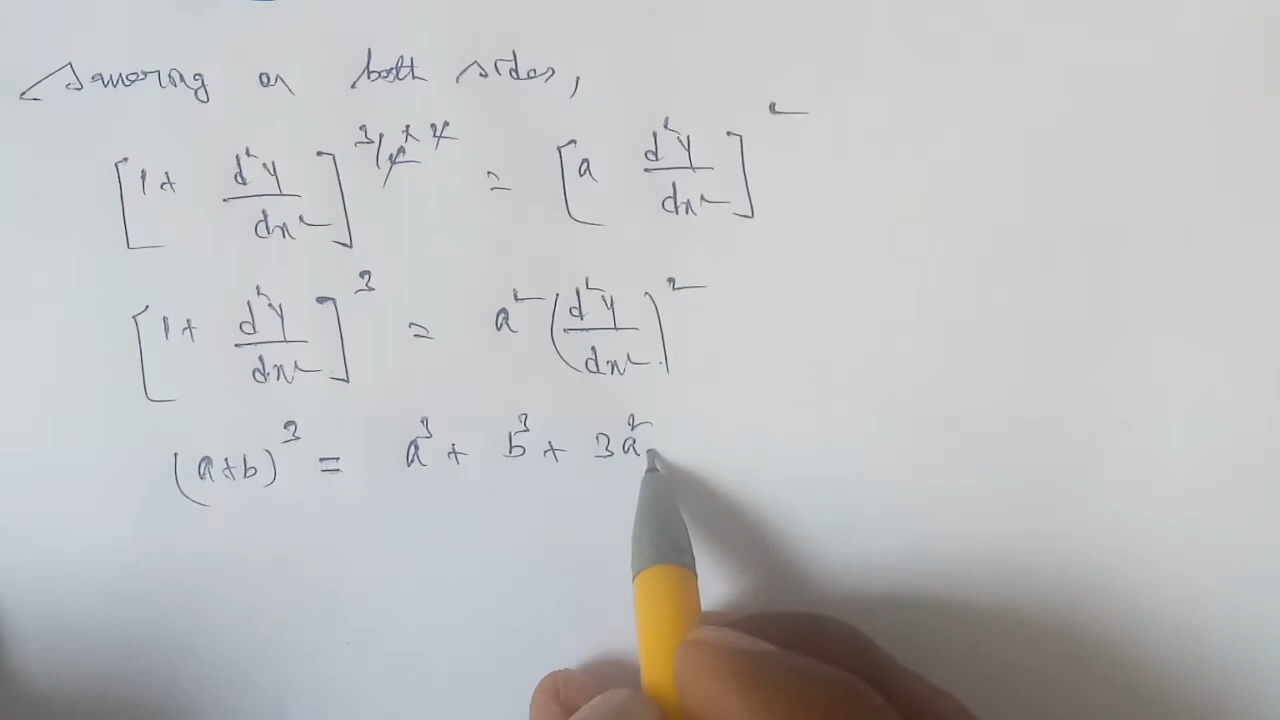 Squaring on both sides,
[1+ d²y/dx²]^3/2 × 2 = [a d²y/dx²]²
[1+ d²y/dx²]³ = a² (d²y/dx²)²
(a+b)³ = a³ + b³ + 3a²